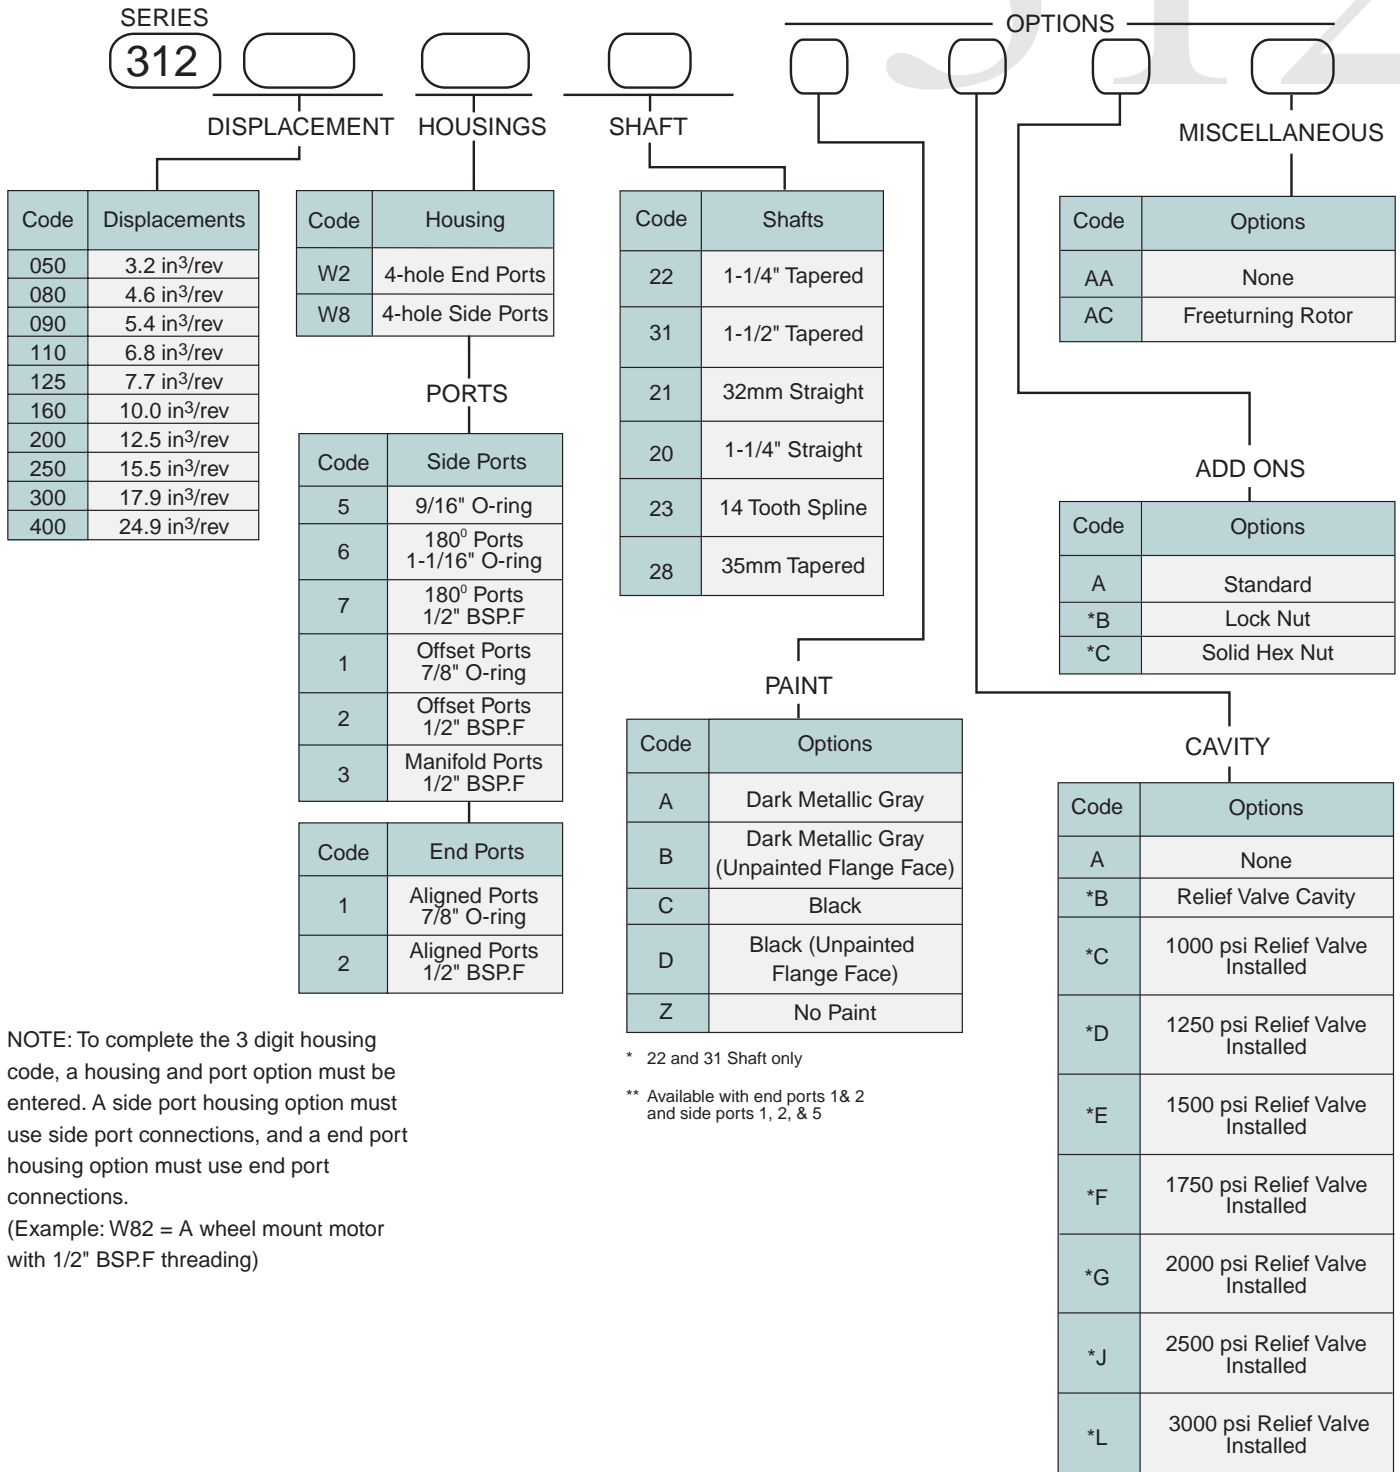 312
SERIES
OPTIONS
312
DISPLACEMENT
HOUSINGS
SHAFT
MISCELLANEOUS
Code Displacements
050 3.2 in³/rev
080 4.6 in³/rev
090 5.4 in³/rev
110 6.8 in³/rev
125 7.7 in³/rev
160 10.0 in³/rev
200 12.5 in³/rev
250 15.5 in³/rev
300 17.9 in³/rev
400 24.9 in³/rev
Code Housing
W2 4-hole End Ports
W8 4-hole Side Ports
PORTS
Code Side Ports
5 9/16" O-ring
6 180⁰ Ports
1-1/16" O-ring
7 180⁰ Ports
1/2" BSP.F
1 Offset Ports
7/8" O-ring
2 Offset Ports
1/2" BSP.F
3 Manifold Ports
1/2" BSP.F
Code End Ports
1 Aligned Ports
7/8" O-ring
2 Aligned Ports
1/2" BSP.F
Code Shafts
22 1-1/4" Tapered
31 1-1/2" Tapered
21 32mm Straight
20 1-1/4" Straight
23 14 Tooth Spline
28 35mm Tapered
PAINT
Code Options
A Dark Metallic Gray
B Dark Metallic Gray
(Unpainted Flange Face)
C Black
D Black (Unpainted
Flange Face)
Z No Paint
* 22 and 31 Shaft only
** Available with end ports 1& 2
and side ports 1, 2, & 5
Code Options
AA None
AC Freeturning Rotor
ADD ONS
Code Options
A Standard
*B Lock Nut
*C Solid Hex Nut
CAVITY
Code Options
A None
*B Relief Valve Cavity
*C 1000 psi Relief Valve
Installed
*D 1250 psi Relief Valve
Installed
*E 1500 psi Relief Valve
Installed
*F 1750 psi Relief Valve
Installed
*G 2000 psi Relief Valve
Installed
*J 2500 psi Relief Valve
Installed
*L 3000 psi Relief Valve
Installed
NOTE: To complete the 3 digit housing
code, a housing and port option must be
entered. A side port housing option must
use side port connections, and a end port
housing option must use end port
connections.
(Example: W82 = A wheel mount motor
with 1/2" BSP.F threading)